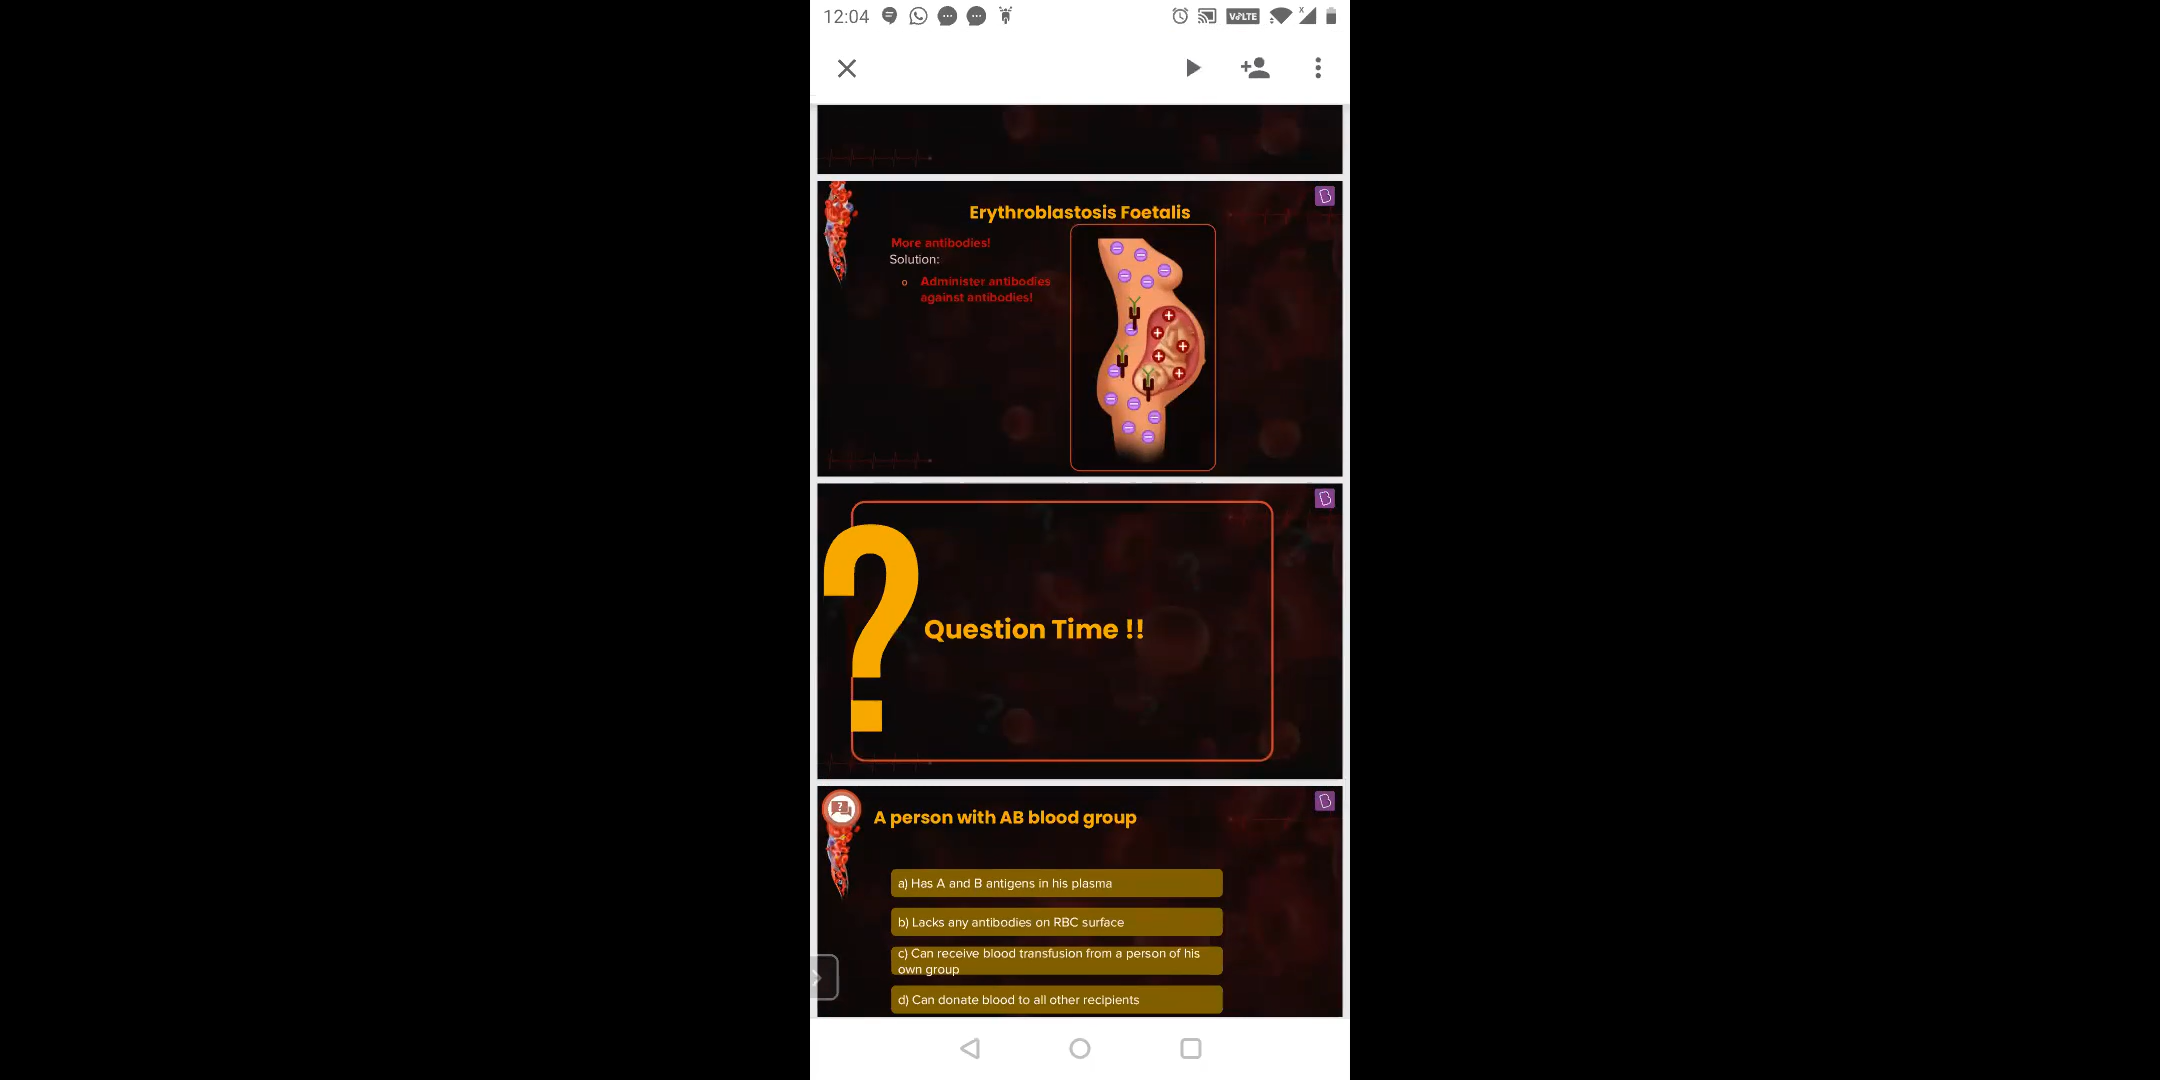 12:04
VoLTE
Erythroblastosis Foetalis
More antibodies!
Solution:
o Administer antibodies
against antibodies!
?
Question Time !!
A person with AB blood group
a) Has A and B antigens in his plasma
b) Lacks any antibodies on RBC surface
c) Can receive blood transfusion from a person of his
own group
d) Can donate blood to all other recipients